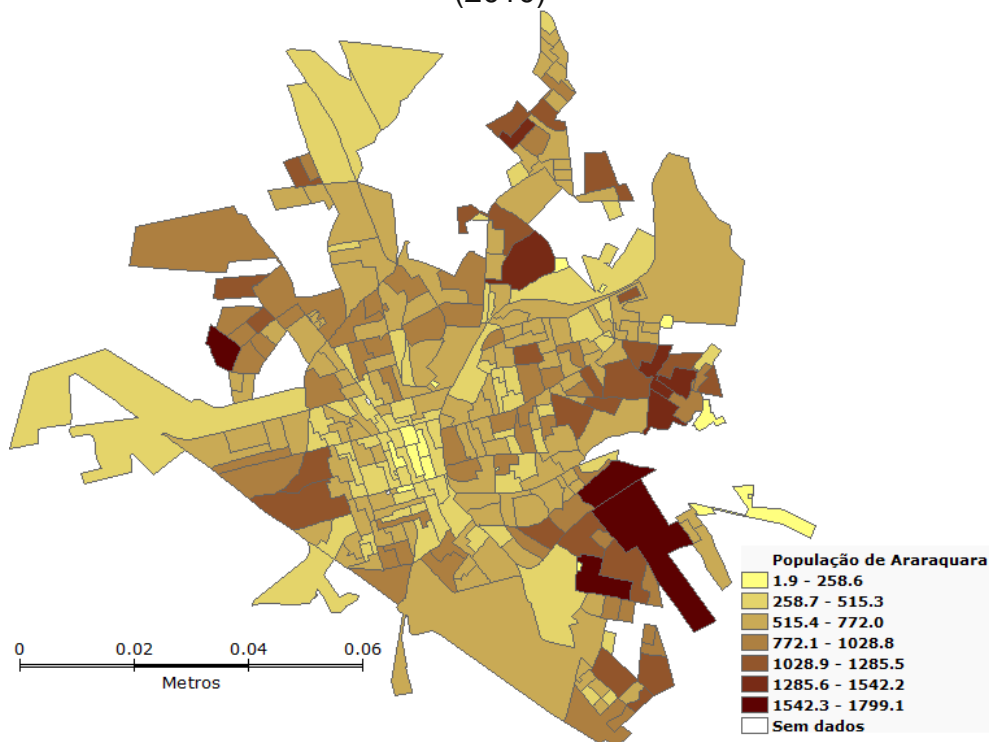 0 0.02 0.04 0.06
Metros
População de Araraquara
1.9 - 258.6
258.7 - 515.3
515.4 - 772.0
772.1 - 1028.8
1028.9 - 1285.5
1285.6 - 1542.2
1542.3 - 1799.1
Sem dados